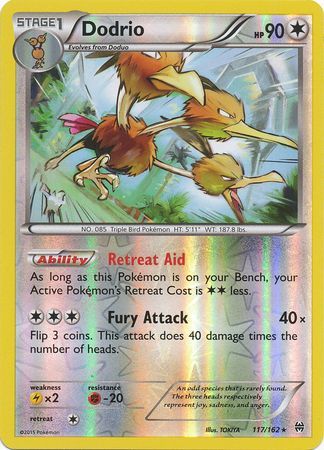 STAGE1
Dodrio
HP 90
Evolves from Doduo
NO. 085 Triple Bird Pokémon HT: 5'11" WT: 187.8 lbs.
Ability Retreat Aid
As long as this Pokémon is on your Bench, your
Active Pokémon's Retreat Cost is less.
Fury Attack 40×
Flip 3 coins. This attack does 40 damage times the
number of heads.
weakness resistance
×2 -20
retreat
An odd species that is rarely found.
The three heads respectively
represent joy, sadness, and anger.
©2015 Pokémon
Illus. TOKIYA 117/162 ★